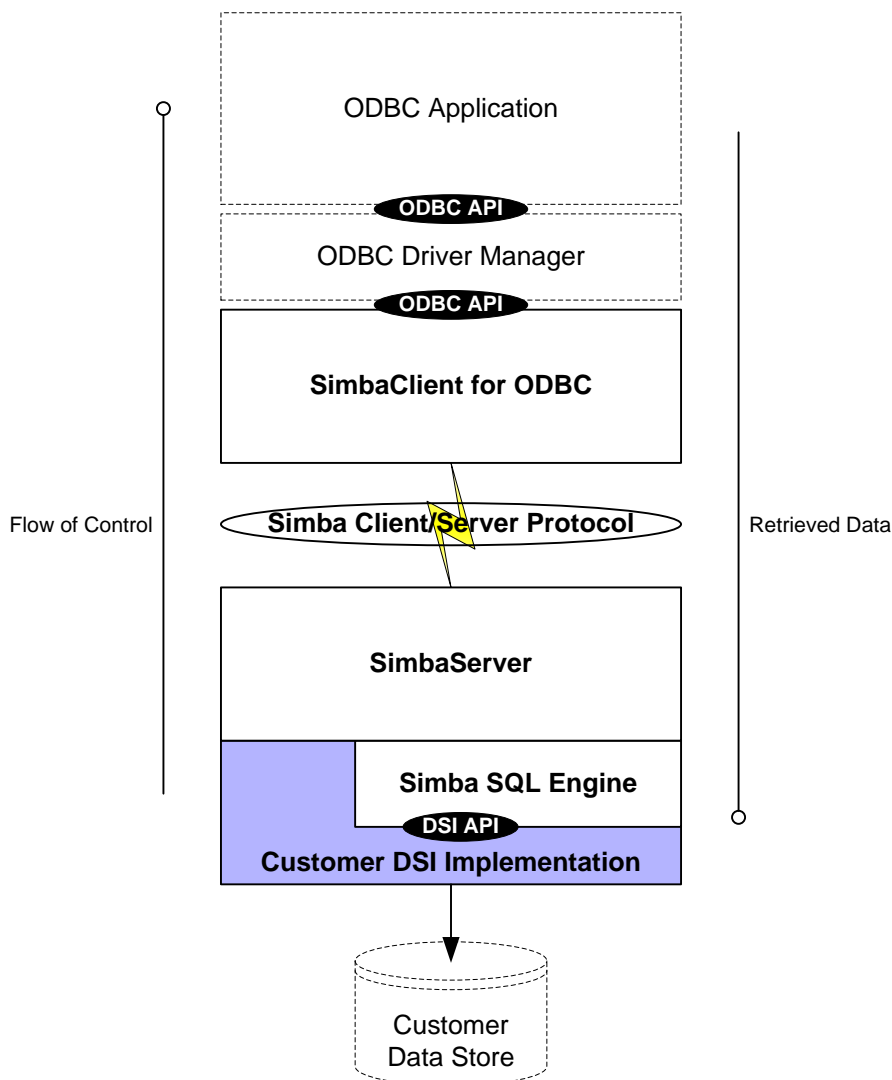 ODBC Application
ODBC API
ODBC Driver Manager
ODBC API
SimbaClient for ODBC
Flow of Control
Simba Client/Server Protocol
Retrieved Data
SimbaServer
Simba SQL Engine
DSI API
Customer DSI Implementation
Customer
Data Store